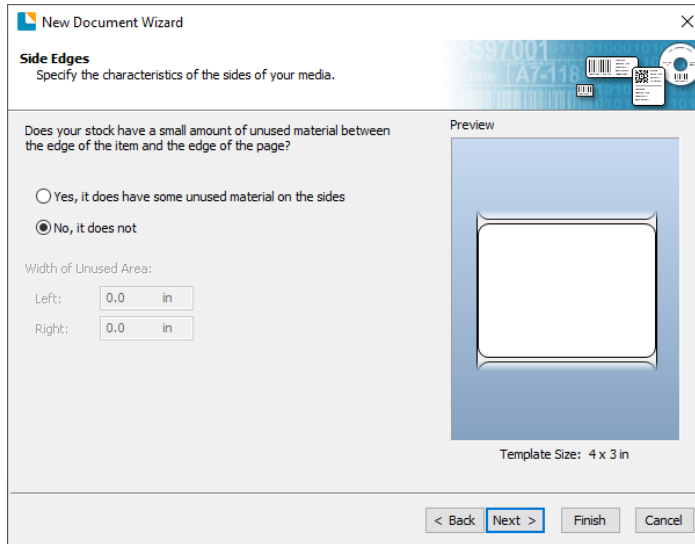 New Document Wizard
Side Edges
Specify the characteristics of the sides of your media.
A7-118
Does your stock have a small amount of unused material between
the edge of the item and the edge of the page?
Preview
Yes, it does have some unused material on the sides
No, it does not
Width of Unused Area:
Left: 0.0 in
Right: 0.0 in
Template Size: 4 x 3 in
< Back Next > Finish Cancel